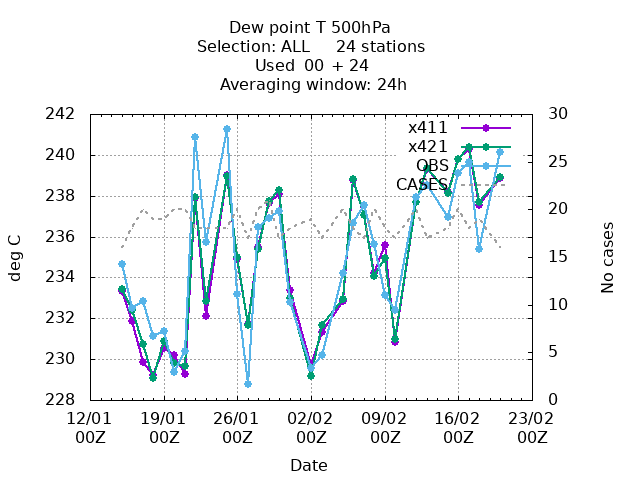 Dew point T 500hPa
Selection: ALL     24 stations
Used  00 + 24
Averaging window: 24h
242
240
238
236
234
232
230
228
30
25
20
15
10
5
0
x411
x421
OBS
CASES
deg C
No cases
12/01 19/01 26/01 02/02 09/02 16/02 23/02
00Z 00Z 00Z 00Z 00Z 00Z 00Z
Date